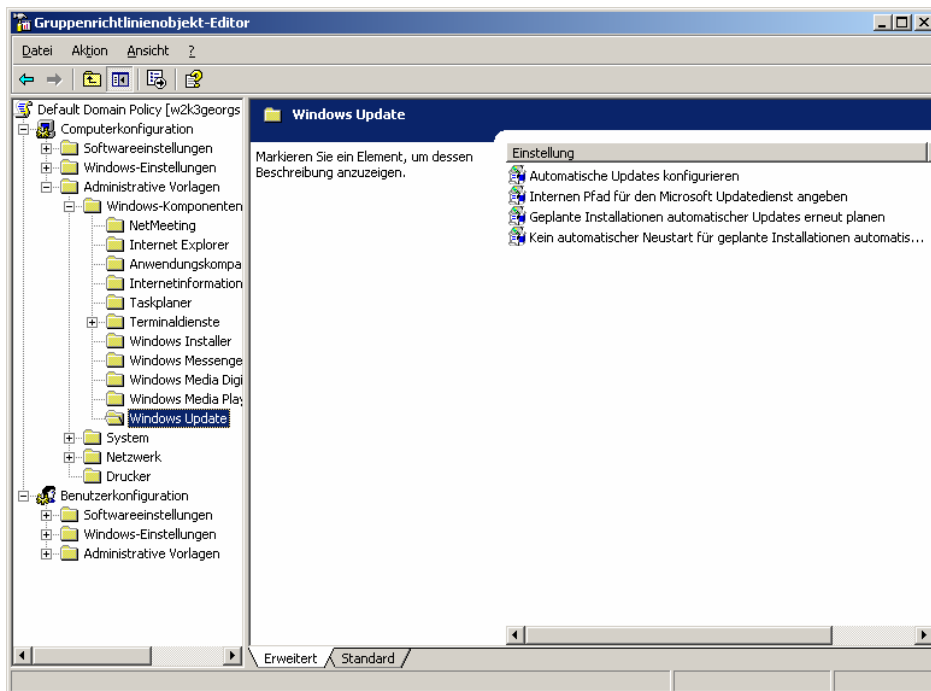 Gruppenrichtlinienobjekt-Editor
Datei Aktion Ansicht ?
Default Domain Policy [w2k3georgs
Computerkonfiguration
Softwareeinstellungen
Windows-Einstellungen
Administrative Vorlagen
Windows-Komponenten
NetMeeting
Internet Explorer
Anwendungskompa
Internetinformation
Taskplaner
Terminaldienste
Windows Installer
Windows Messenge
Windows Media Digi
Windows Media Play
Windows Update
System
Netzwerk
Drucker
Benutzerkonfiguration
Softwareeinstellungen
Windows-Einstellungen
Administrative Vorlagen
Windows Update
Markieren Sie ein Element, um dessen
Beschreibung anzuzeigen.
Einstellung
Automatische Updates konfigurieren
Internen Pfad für den Microsoft Updatedienst angeben
Geplante Installationen automatischer Updates erneut planen
Kein automatischer Neustart für geplante Installationen automatis...
Erweitert Standard